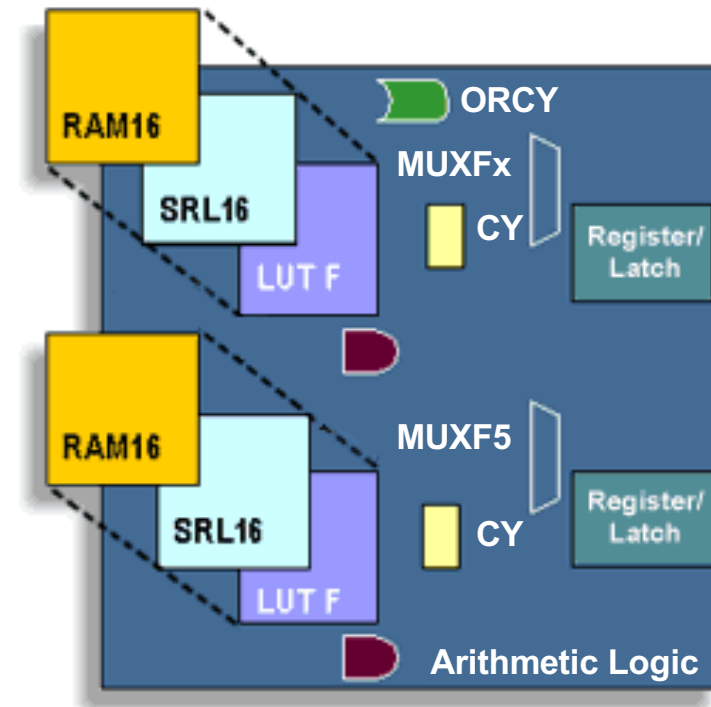 RAM16
ORCY
MUXFx
SRL16
CY
Register/
Latch
LUT F
RAM16
MUXF5
SRL16
CY
Register/
Latch
LUT F
Arithmetic Logic